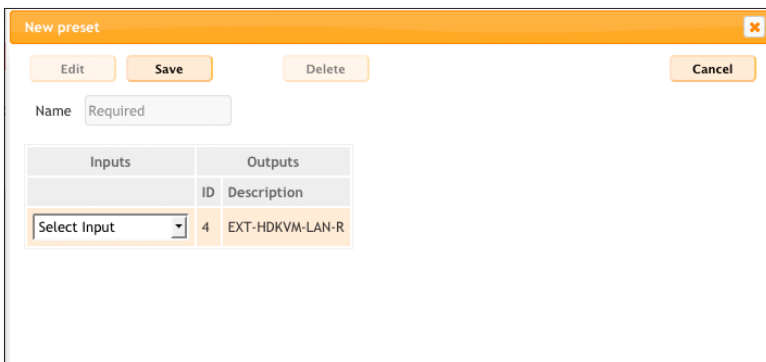 New preset
Edit Save Delete Cancel
Name Required
Inputs Outputs
ID Description
Select Input 4 EXT-HDKVM-LAN-R